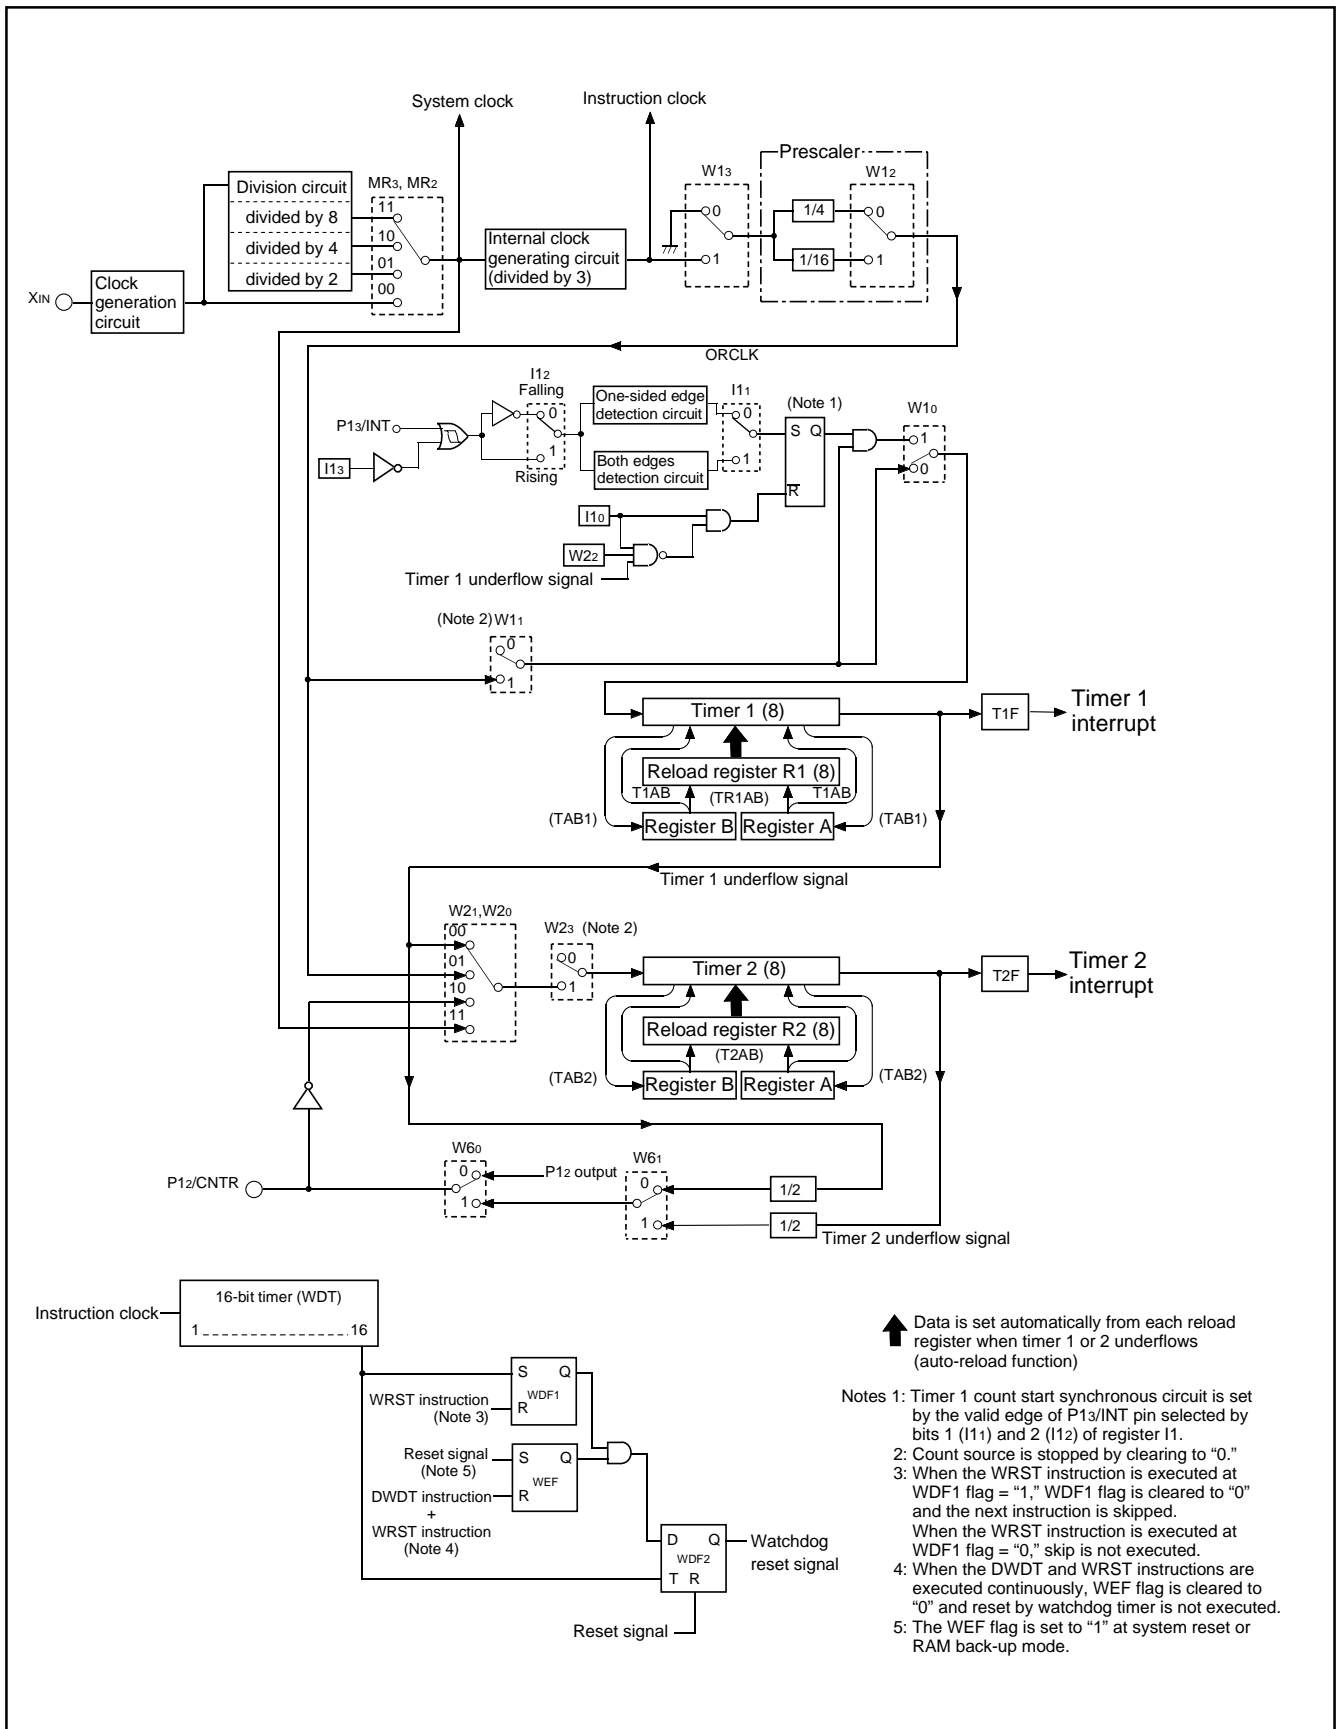 System clock
Instruction clock
Prescaler
W13
W12
Division circuit
MR3, MR2
divided by 8
11
divided by 4
10
divided by 2
01
00
0
1
1/4
1/16
0
1
Internal clock
generating circuit
(divided by 3)
XIN
Clock
generation
circuit
ORCLK
I12
Falling
0
1
Rising
One-sided edge
detection circuit
Both edges
detection circuit
I11
0
1
(Note 1)
S Q
R
W10
1
0
P13/INT
I13
I10
W22
Timer 1 underflow signal
(Note 2) W11
0
1
Timer 1 (8)
T1F
Timer 1
interrupt
Reload register R1 (8)
T1AB
(TR1AB)
T1AB
(TAB1)
Register B
Register A
(TAB1)
Timer 1 underflow signal
W21,W20
00
01
10
11
W23 (Note 2)
0
1
Timer 2 (8)
T2F
Timer 2
interrupt
Reload register R2 (8)
(T2AB)
(TAB2)
Register B
Register A
(TAB2)
W60
0
1
P12 output
W61
0
1
1/2
1/2
P12/CNTR
Timer 2 underflow signal
16-bit timer (WDT)
1
16
Instruction clock
S Q
WDF1
R
WRST instruction
(Note 3)
Reset signal
(Note 5)
S Q
WEF
R
DWDT instruction
+
WRST instruction
(Note 4)
D Q
WDF2
T R
Watchdog
reset signal
Reset signal
Data is set automatically from each reload
register when timer 1 or 2 underflows
(auto-reload function)
Notes 1: Timer 1 count start synchronous circuit is set
by the valid edge of P13/INT pin selected by
bits 1 (I11) and 2 (I12) of register I1.
2: Count source is stopped by clearing to “0.”
3: When the WRST instruction is executed at
WDF1 flag = “1,” WDF1 flag is cleared to “0”
and the next instruction is skipped.
When the WRST instruction is executed at
WDF1 flag = “0,” skip is not executed.
4: When the DWDT and WRST instructions are
executed continuously, WEF flag is cleared to
“0” and reset by watchdog timer is not executed.
5: The WEF flag is set to “1” at system reset or
RAM back-up mode.